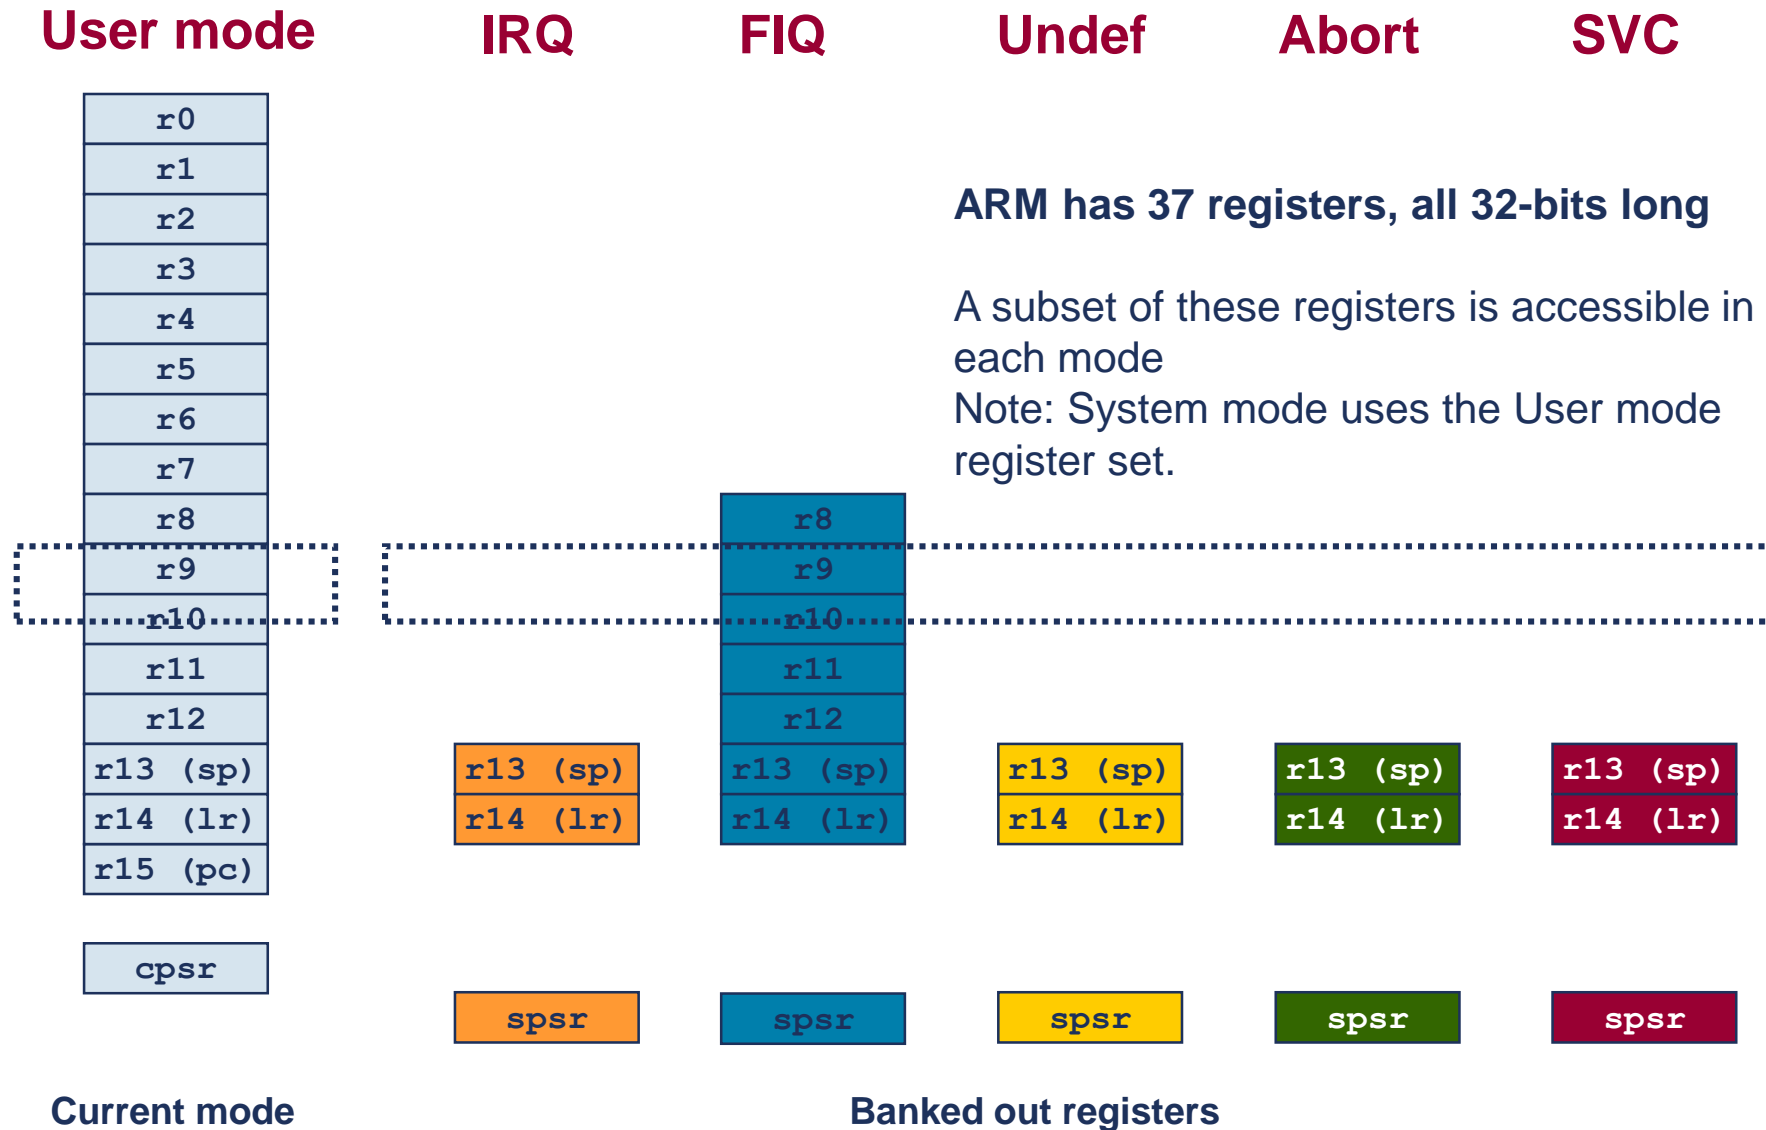 User mode IRQ FIQ Undef Abort SVC
r0
r1
r2
r3
r4
r5
r6
r7
r8
r9
r10
r11
r12
r13 (sp)
r14 (lr)
r15 (pc)
cpsr
r13 (sp)
r14 (lr)
spsr
r8
r9
r10
r11
r12
r13 (sp)
r14 (lr)
spsr
ARM has 37 registers, all 32-bits long
A subset of these registers is accessible in
each mode
Note: System mode uses the User mode
register set.
r13 (sp)
r14 (lr)
spsr
r13 (sp)
r14 (lr)
spsr
r13 (sp)
r14 (lr)
spsr
Current mode
Banked out registers